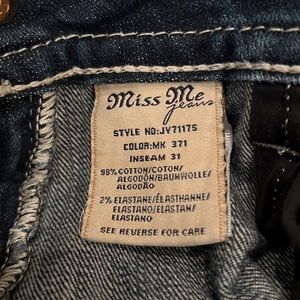 Miss Me
jeans
STYLE NO:JY7117S
COLOR:MK 371
INSEAM 31
98% COTTON/COTON/
ALGODÓN/BAUMWOLLE/
ALGODÃO
2% ELASTANE/ÉLASTHANNE/
ELASTANO/ELASTAN/
ELASTANO
SEE REVERSE FOR CARE